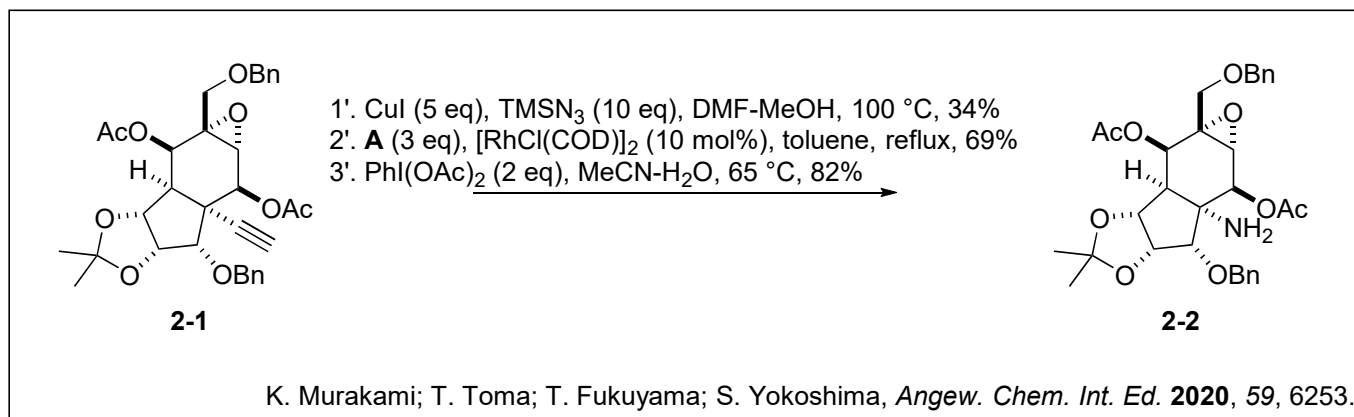 OBn
O
AcO
H
OAc
O
O
OBn
2-1
1'. CuI (5 eq), TMSN₃ (10 eq), DMF-MeOH, 100 °C, 34%
2'. A (3 eq), [RhCl(COD)]₂ (10 mol%), toluene, reflux, 69%
3'. PhI(OAc)₂ (2 eq), MeCN-H₂O, 65 °C, 82%
OBn
O
AcO
H
OAc
O
NH₂
O
OBn
2-2
K. Murakami; T. Toma; T. Fukuyama; S. Yokoshima, Angew. Chem. Int. Ed. 2020, 59, 6253.